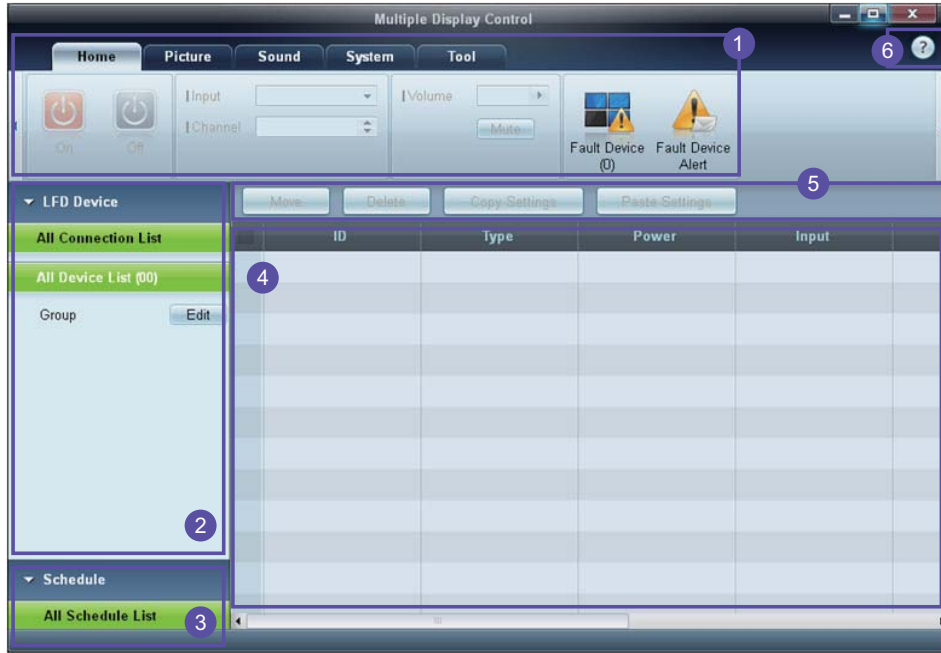 Multiple Display Control
Home Picture Sound System Tool
1
6
?
Input
Channel
On Off
Volume
Mute
Fault Device
(0)
Fault Device
Alert
LFD Device
All Connection List
All Device List (00)
Group Edit
2
Schedule
All Schedule List
3
Move Delete Copy Settings Paste Settings
5
ID Type Power Input
4